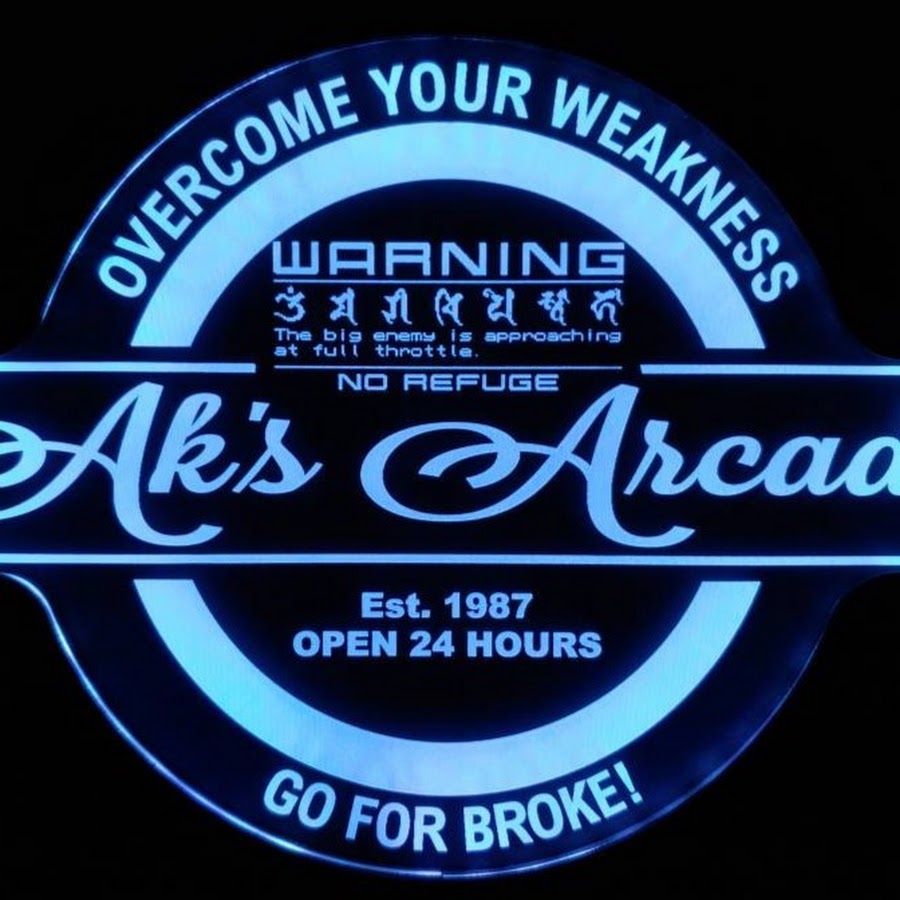 OVERCOME YOUR WEAKNESS
WARNING
The big enemy is approaching
at full throttle.
NO REFUGE
Ak's Arcad
Est. 1987
OPEN 24 HOURS
GO FOR BROKE!